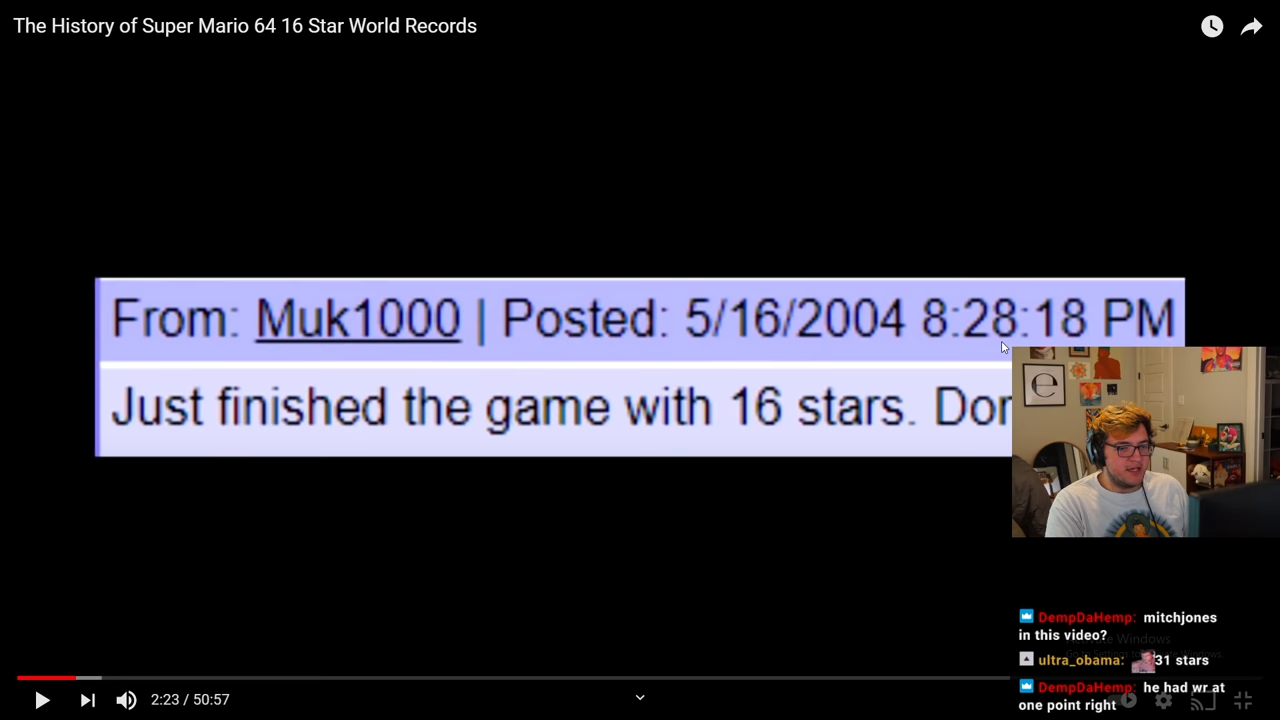 The History of Super Mario 64 16 Star World Records
From: Muk1000 | Posted: 5/16/2004 8:28:18 PM
Just finished the game with 16 stars. Dor
e
DempDaHemp: mitchjones
in this video?
Windows
ultra_obama: 31 stars
DempDaHemp: he had wr at
one point right
2:23 / 50:57